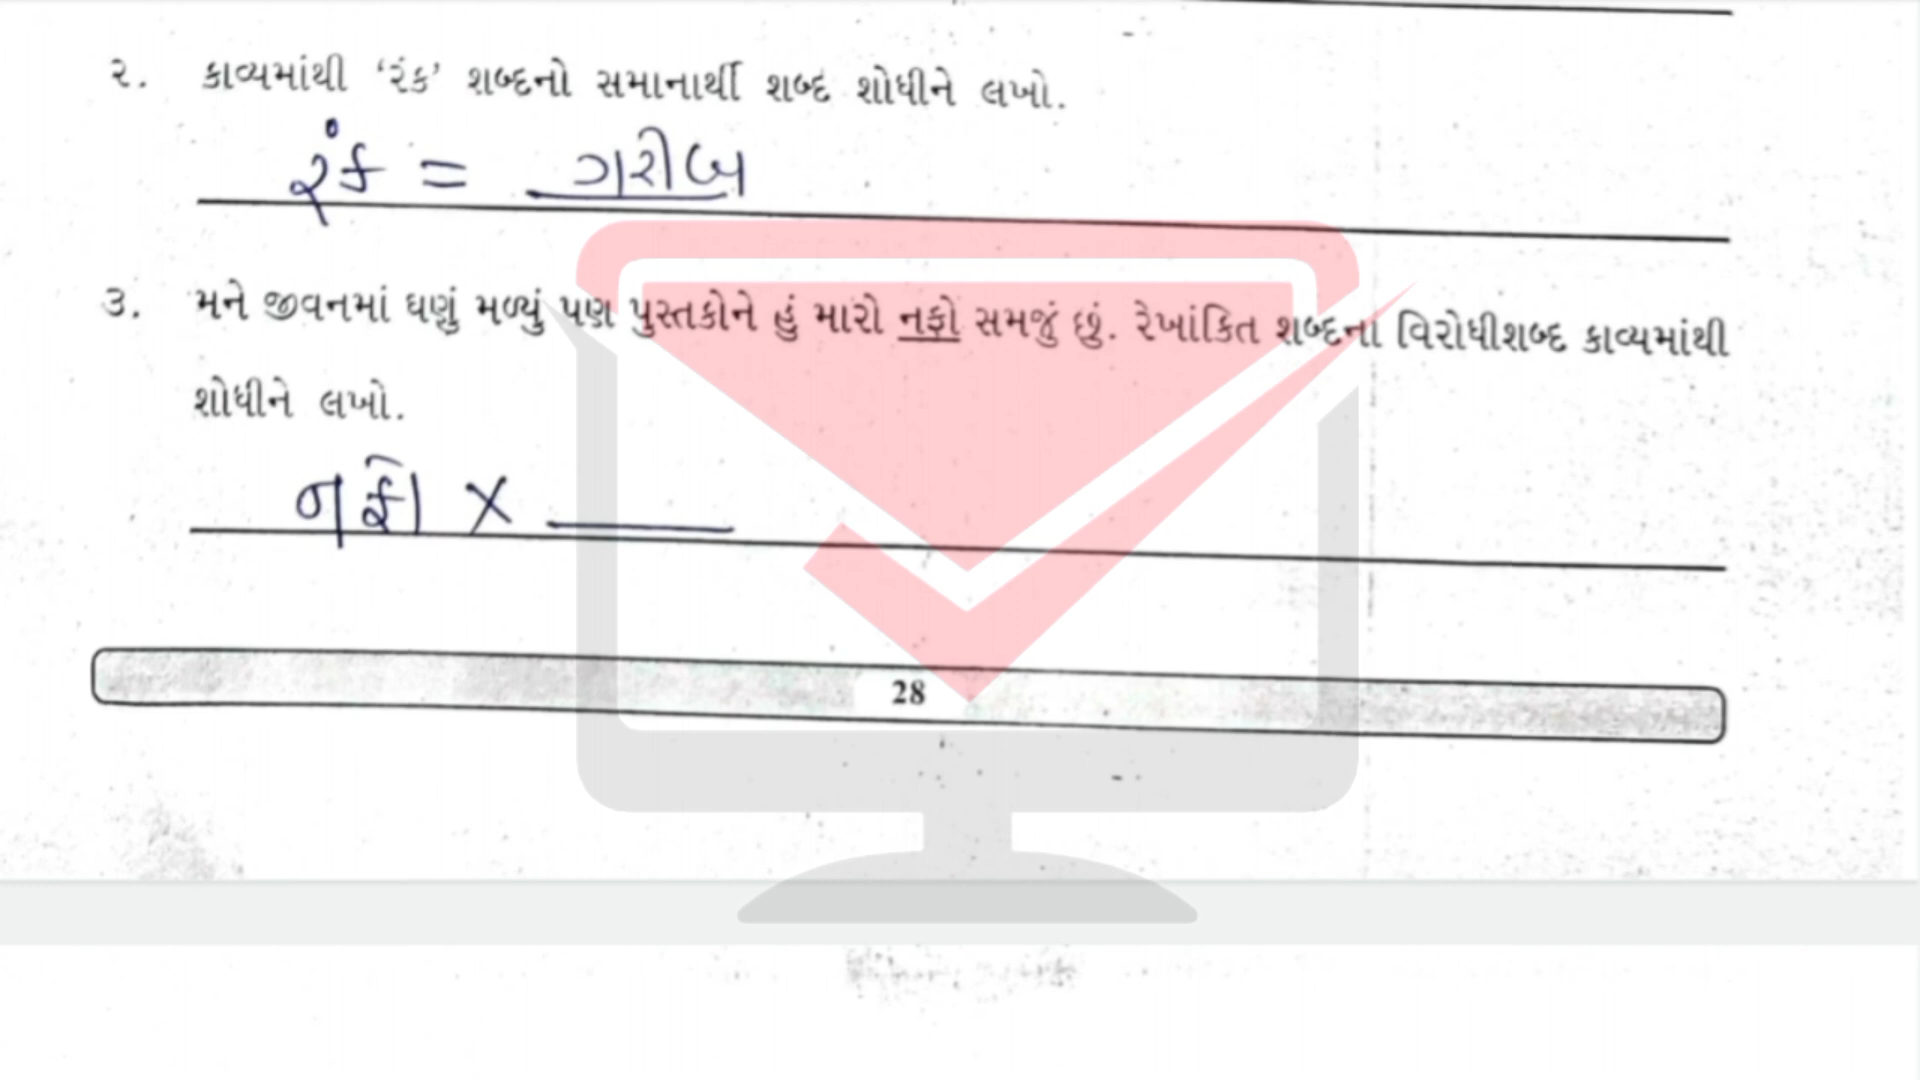 ૨. કાવ્યમાંથી ‘રંક’ શબ્દનો સમાનાર્થી શબ્દ શોધીને લખો.
રંક = ગરીબ
૩. મને જીવનમાં ઘણું મળ્યું પણ પુસ્તકોને હું મારો નફો સમજું છું. રેખાંકિત શબ્દના વિરોધીશબ્દ કાવ્યમાંથી
શોધીને લખો.
નફો X ______
28